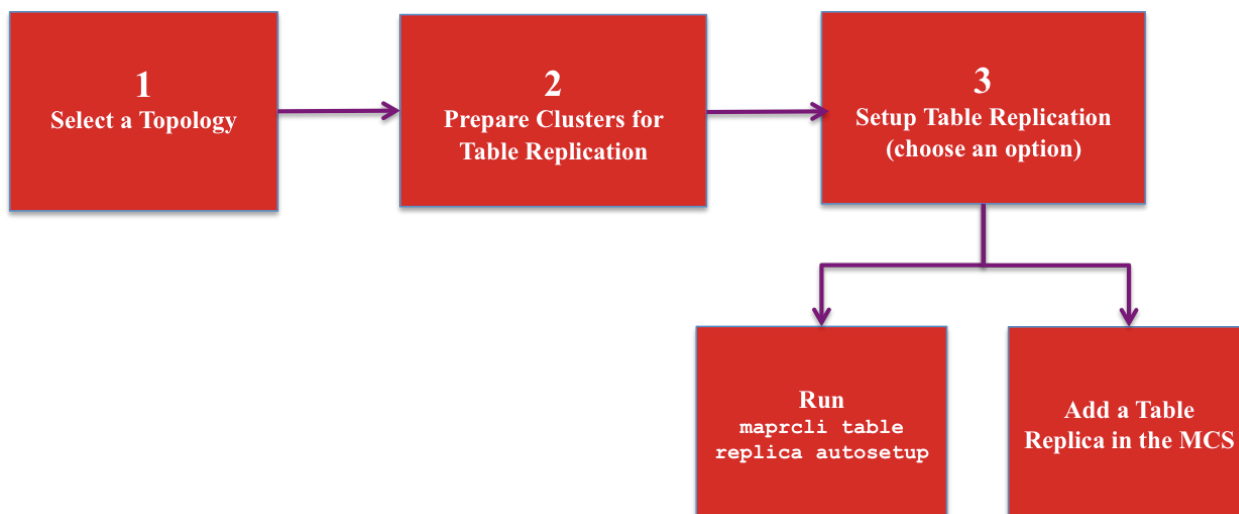 1
Select a Topology
2
Prepare Clusters for
Table Replication
3
Setup Table Replication
(choose an option)
Run
maprcli table
replica autosetup
Add a Table
Replica in the MCS